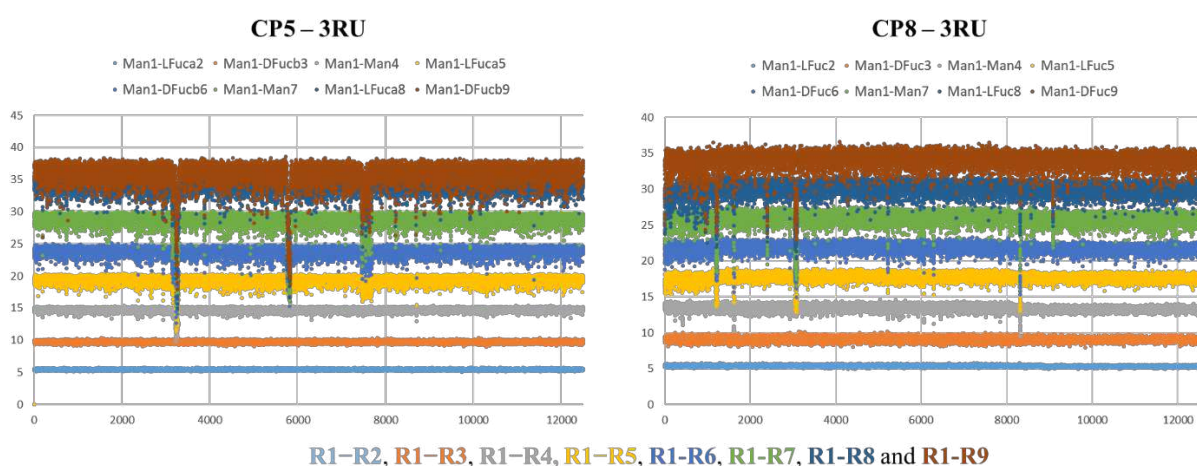 CP5 – 3RU
Man1-LFuca2 Man1-DFucb3 Man1-Man4 Man1-LFuca5
Man1-DFucb6 Man1-Man7 Man1-LFuca8 Man1-DFucb9
45
40
35
30
25
20
15
10
5
0
0 2000 4000 6000 8000 10000 12000
CP8 – 3RU
Man1-LFuc2 Man1-DFuc3 Man1-Man4 Man1-LFuc5
Man1-DFuc6 Man1-Man7 Man1-LFuc8 Man1-DFuc9
40
35
30
25
20
15
10
5
0
0 2000 4000 6000 8000 10000 12000
R1–R2, R1–R3, R1–R4, R1–R5, R1-R6, R1-R7, R1-R8 and R1-R9